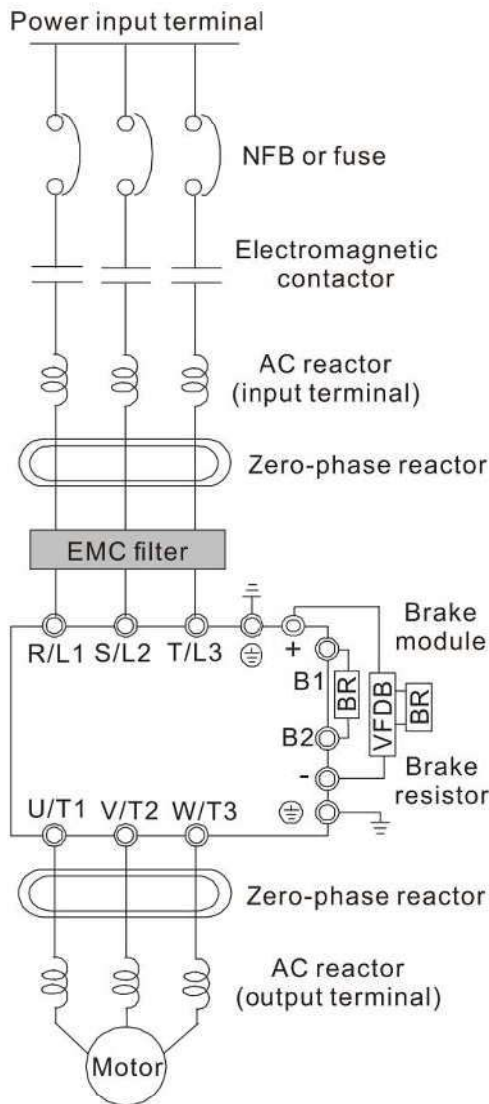 Power input terminal
NFB or fuse
Electromagnetic
contactor
AC reactor
(input terminal)
Zero-phase reactor
EMC filter
R/L1 S/L2 T/L3
+
Brake
module
B1
BR
VFDB
BR
B2
-
Brake
resistor
U/T1 V/T2 W/T3
Zero-phase reactor
AC reactor
(output terminal)
Motor